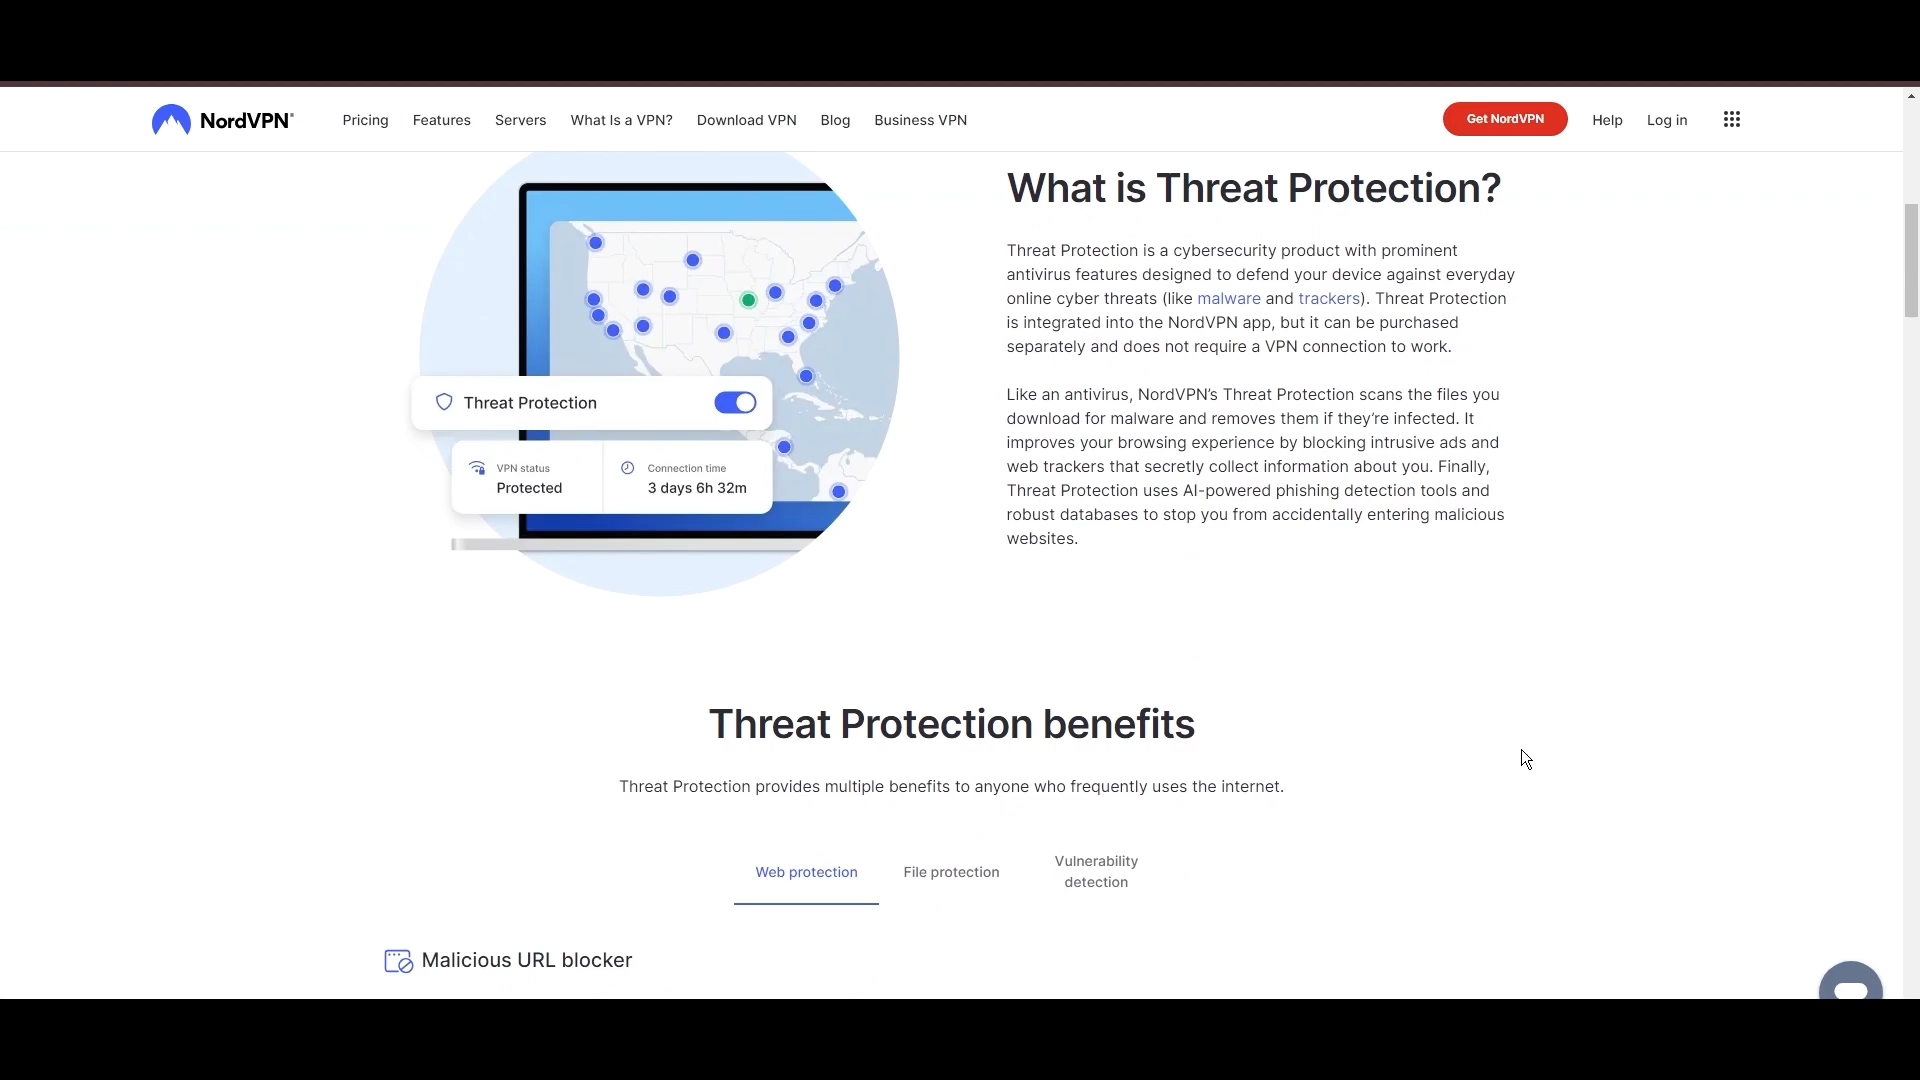 NordVPN®
Pricing
Features
Servers
What Is a VPN?
Download VPN
Blog
Business VPN
Get NordVPN
Help
Log in
Threat Protection
VPN status
Protected
Connection time
3 days 6h 32m
What is Threat Protection?
Threat Protection is a cybersecurity product with prominent
antivirus features designed to defend your device against everyday
online cyber threats (like malware and trackers). Threat Protection
is integrated into the NordVPN app, but it can be purchased
separately and does not require a VPN connection to work.
Like an antivirus, NordVPN’s Threat Protection scans the files you
download for malware and removes them if they’re infected. It
improves your browsing experience by blocking intrusive ads and
web trackers that secretly collect information about you. Finally,
Threat Protection uses AI-powered phishing detection tools and
robust databases to stop you from accidentally entering malicious
websites.
Threat Protection benefits
Threat Protection provides multiple benefits to anyone who frequently uses the internet.
Web protection
File protection
Vulnerability
detection
Malicious URL blocker